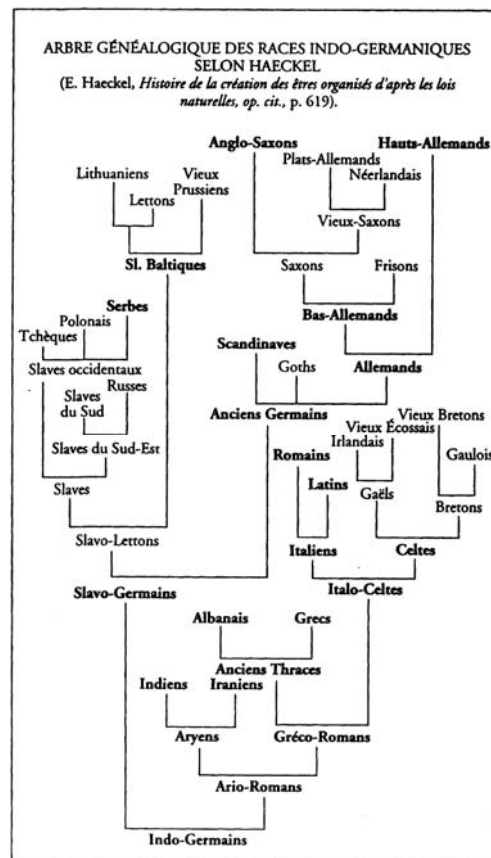 ARBRE GÉNÉALOGIQUE DES RACES INDO-GERMANIQUES
SELON HAECKEL
(E. Haeckel, Histoire de la création des êtres organisés d'après les lois
naturelles, op. cit., p. 619).
Anglo-Saxons
Hauts-Allemands
Plats-Allemands
Néerlandais
Lithuaniens
Vieux
Prussiens
Lettons
Vieux-Saxons
Sl. Baltiques
Saxons
Frisons
Serbes
Polonais
Tchèques
Bas-Allemands
Scandinaves
Slaves occidentaux
Goths
Allemands
Russes
Slaves
du Sud
Anciens Germains
Vieux Bretons
Vieux Écossais
Irlandais
Slaves du Sud-Est
Romains
Gaulois
Latins
Slaves
Gaëls
Bretons
Slavo-Lettons
Italiens
Celtes
Slavo-Germains
Italo-Celtes
Albanais
Grecs
Anciens Thraces
Indiens
Iraniens
Aryens
Gréco-Romans
Ario-Romans
Indo-Germains